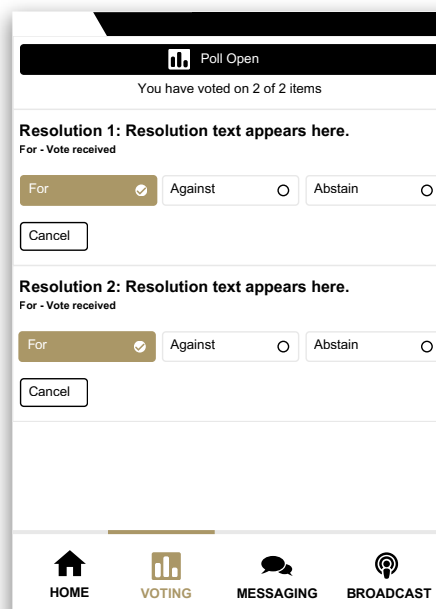 Poll Open
You have voted on 2 of 2 items
Resolution 1: Resolution text appears here.
For - Vote received
For Against Abstain
Cancel
Resolution 2: Resolution text appears here.
For - Vote received
For Against Abstain
Cancel
HOME VOTING MESSAGING BROADCAST